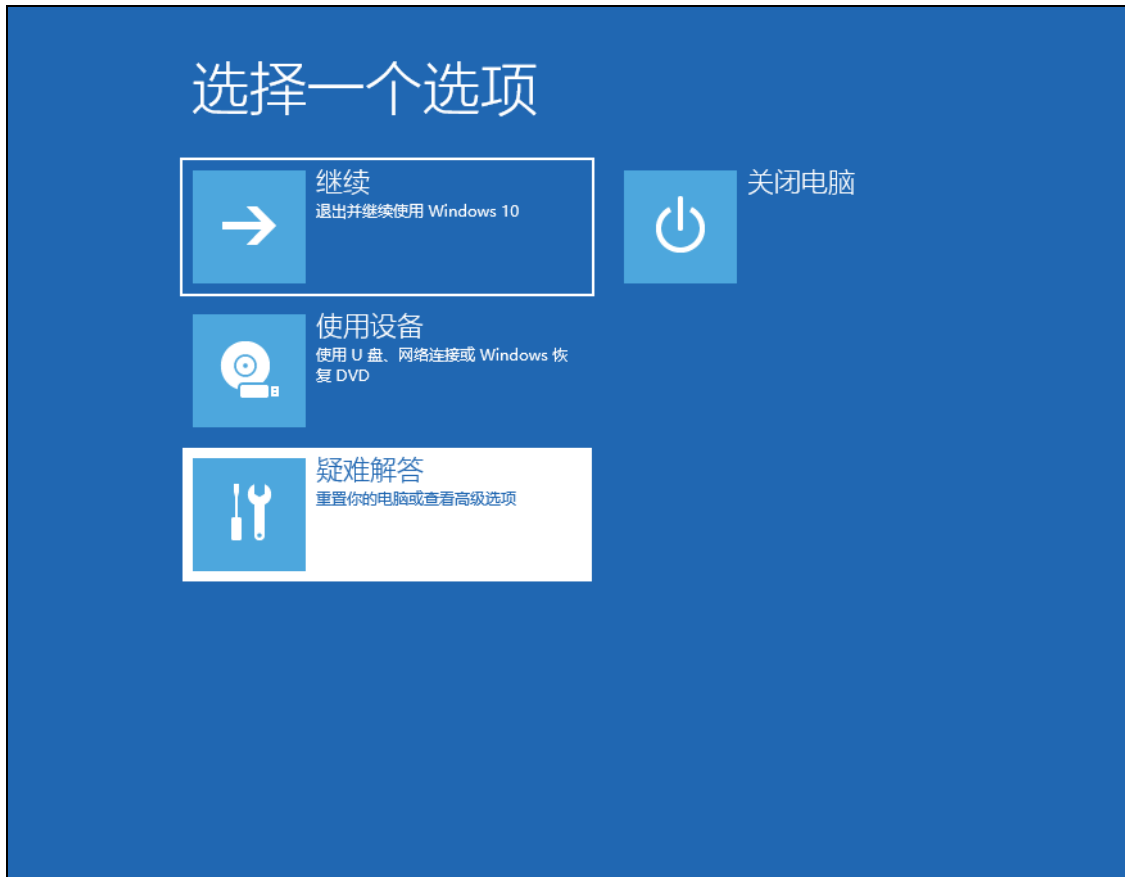 选择一个选项
继续
退出并继续使用 Windows 10
关闭电脑
使用设备
使用 U 盘、网络连接或 Windows 恢
复 DVD
疑难解答
重置你的电脑或查看高级选项